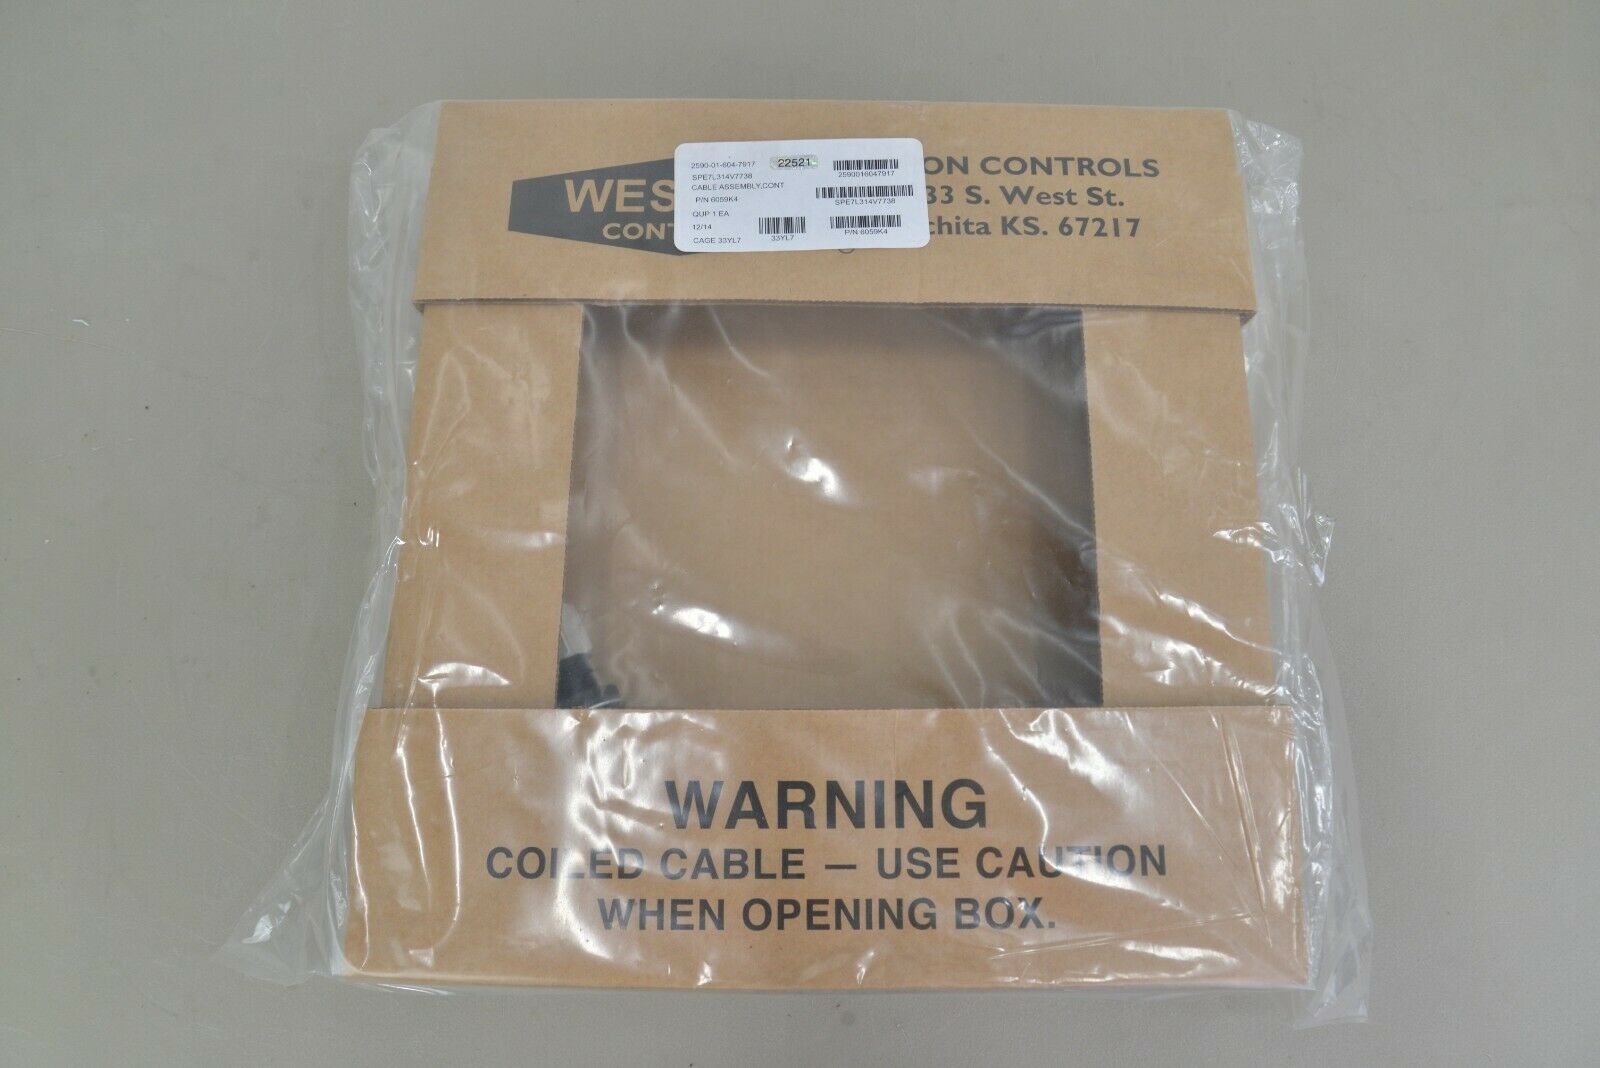 2590-01-604-7917 22521
2590016047917
SPE7L314V7738
CABLE ASSEMBLY,CONT
SPE7L314V7738
P/N 6059K4
QUP 1 EA
12/14
CAGE 33YL7 33YL7 P/N 6059K4
WES
CONT
ON CONTROLS
33 S. West St.
chita KS. 67217
WARNING
COILED CABLE — USE CAUTION
WHEN OPENING BOX.